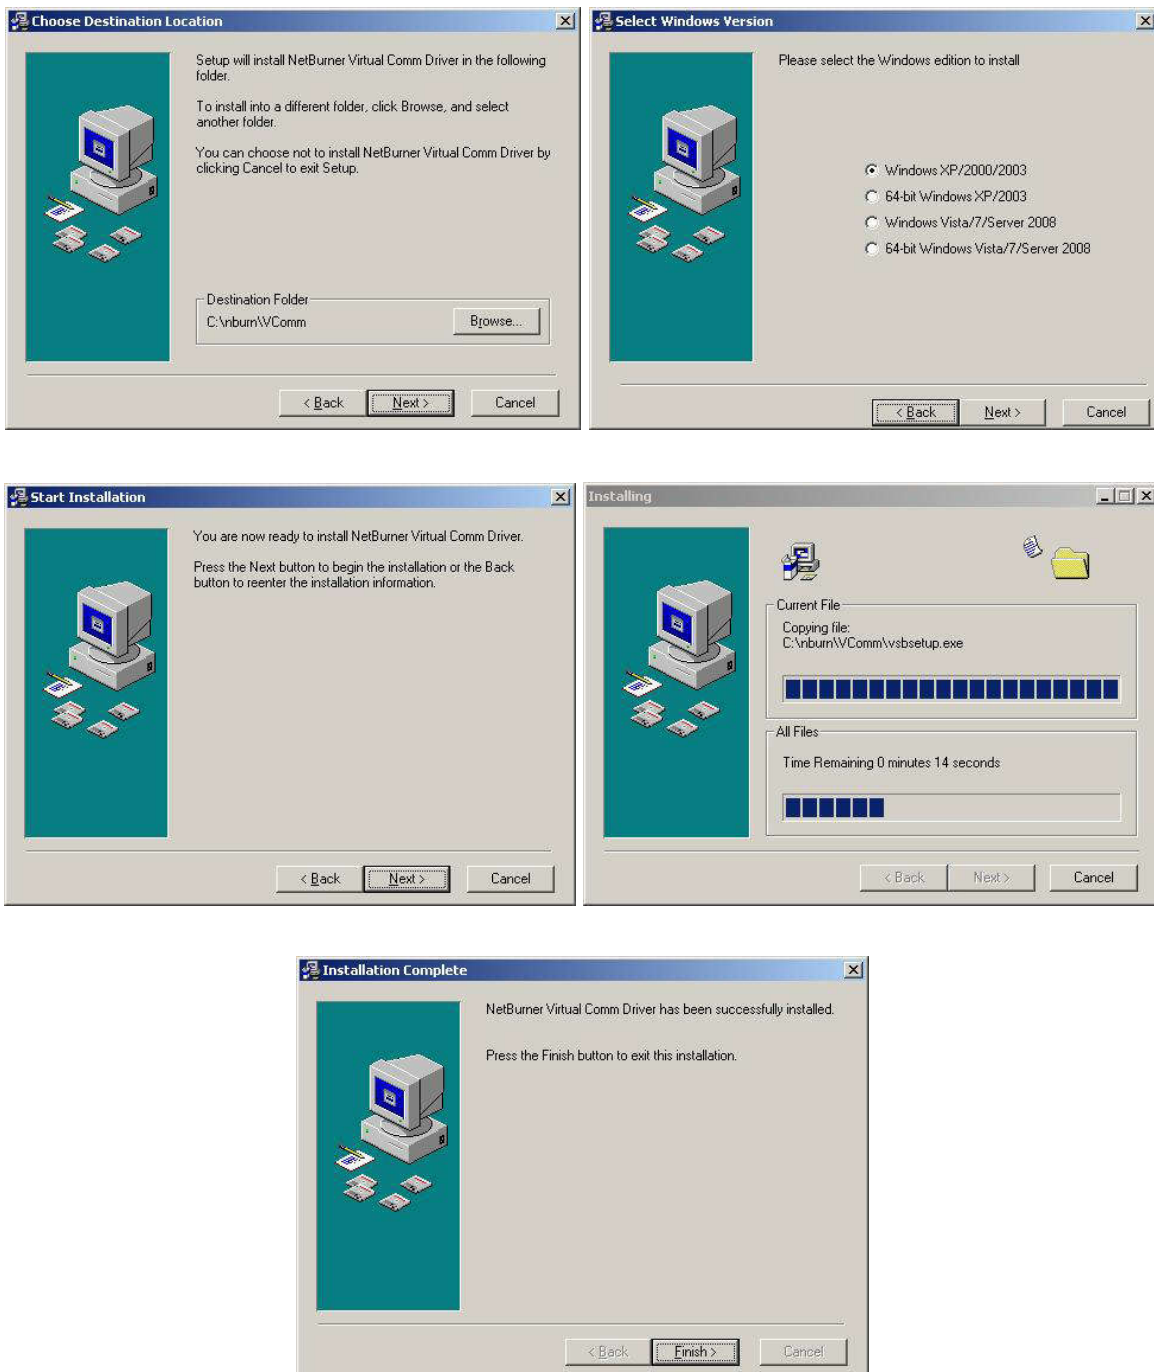 Choose Destination Location
Setup will install NetBurner Virtual Comm Driver in the following
folder.
To install into a different folder, click Browse, and select
another folder.
You can choose not to install NetBurner Virtual Comm Driver by
clicking Cancel to exit Setup.
Destination Folder
C:\nburn\VComm
Browse...
< Back
Next >
Cancel
Select Windows Version
Please select the Windows edition to install
Windows XP/2000/2003
64-bit Windows XP/2003
Windows Vista/7/Server 2008
64-bit Windows Vista/7/Server 2008
< Back
Next >
Cancel
Start Installation
You are now ready to install NetBurner Virtual Comm Driver.
Press the Next button to begin the installation or the Back
button to reenter the installation information.
< Back
Next >
Cancel
Installing
Current File
Copying file:
C:\nburn\VComm\vsbsetup.exe
All Files
Time Remaining 0 minutes 14 seconds
< Back
Next >
Cancel
Installation Complete
NetBurner Virtual Comm Driver has been successfully installed.
Press the Finish button to exit this installation.
< Back
Finish >
Cancel